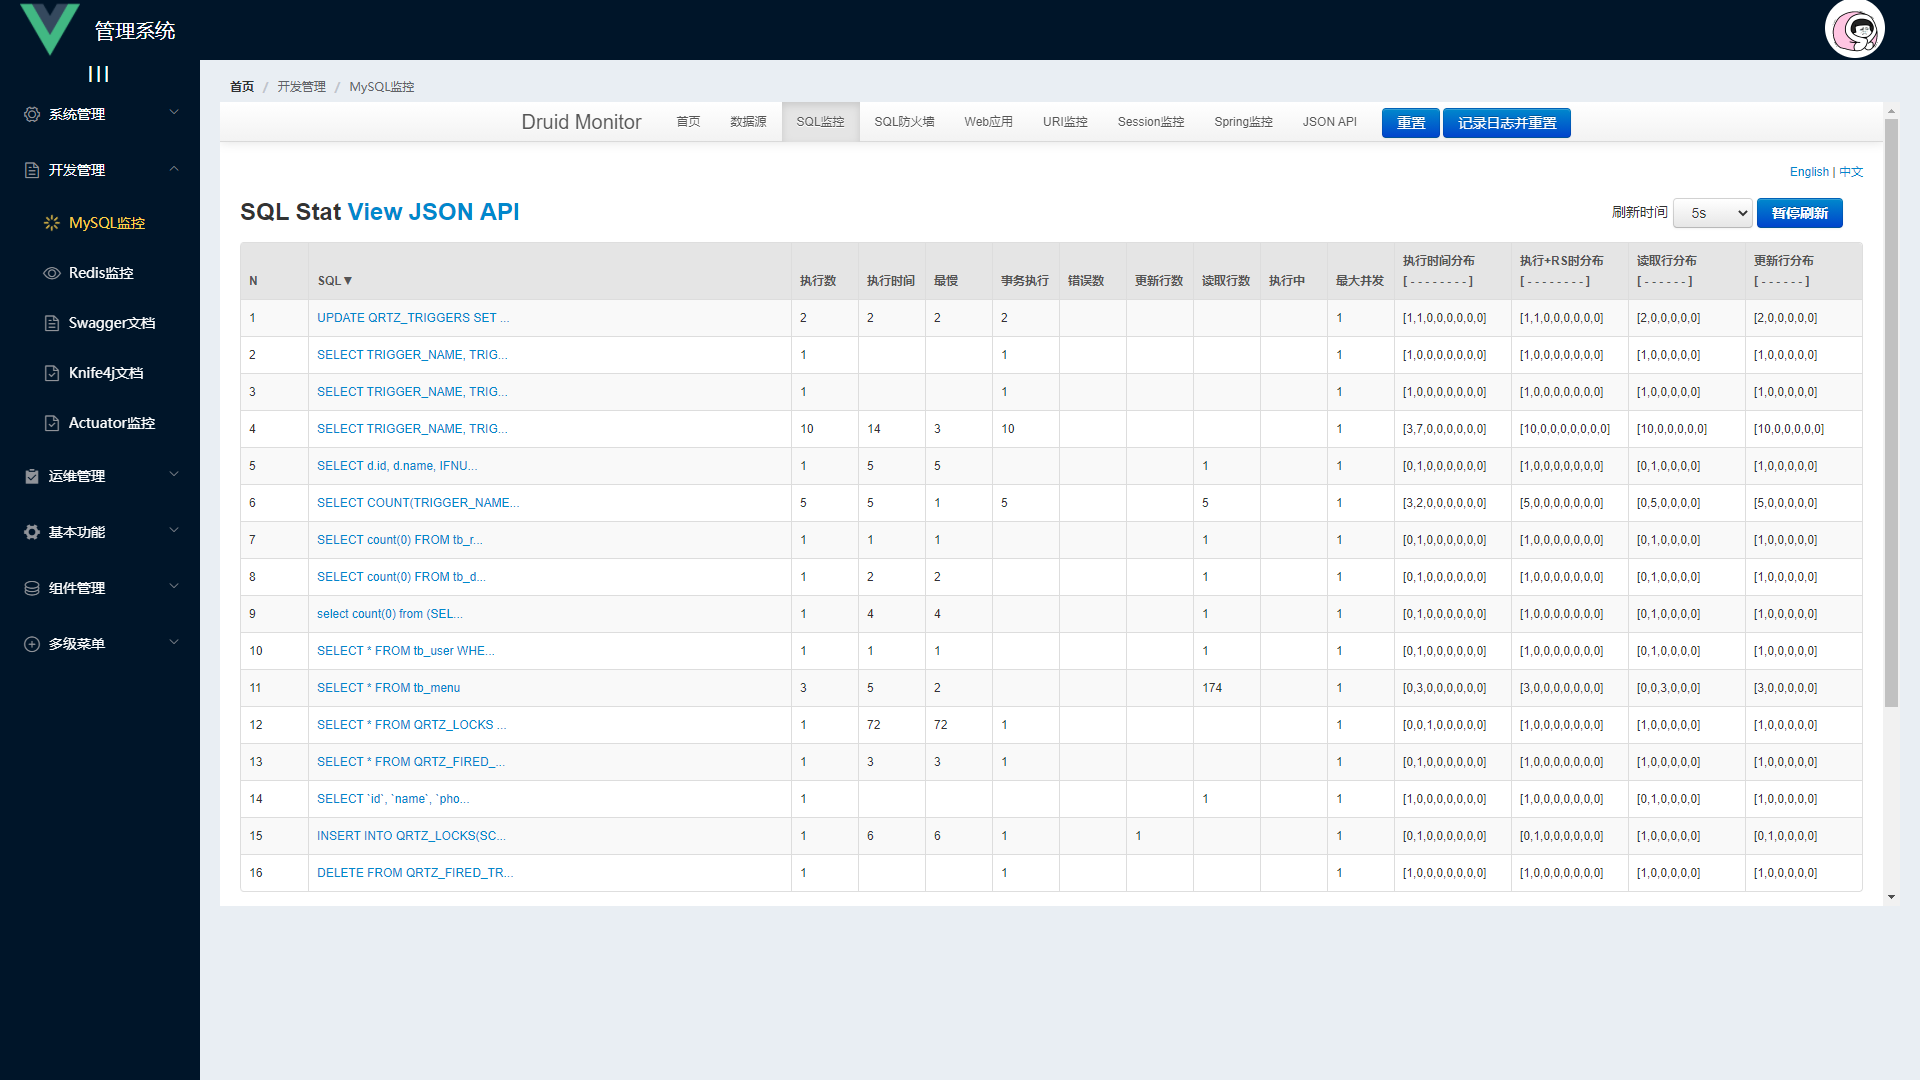 管理系统
系统管理
开发管理
MySQL监控
Redis监控
Swagger文档
Knife4j文档
Actuator监控
运维管理
基本功能
组件管理
多级菜单
首页 / 开发管理 / MySQL监控
Druid Monitor 首页 数据源 SQL监控 SQL防火墙 Web应用 URI监控 Session监控 Spring监控 JSON API 重置 记录日志并重置
English | 中文
SQL Stat View JSON API 刷新时间 5s 暂停刷新
N SQL▼ 执行数 执行时间 最慢 事务执行 错误数 更新行数 读取行数 执行中 最大并发 执行时间分布 [ - - - - - - - - ] 执行+RS时分布 [ - - - - - - - - ] 读取行分布 [ - - - - - - ] 更新行分布 [ - - - - - - ]
1 UPDATE QRTZ_TRIGGERS SET ... 2 2 2 2 1 [1,1,0,0,0,0,0,0] [1,1,0,0,0,0,0,0] [2,0,0,0,0,0] [2,0,0,0,0,0]
2 SELECT TRIGGER_NAME, TRIG... 1 1 1 [1,0,0,0,0,0,0,0] [1,0,0,0,0,0,0,0] [1,0,0,0,0,0] [1,0,0,0,0,0]
3 SELECT TRIGGER_NAME, TRIG... 1 1 1 [1,0,0,0,0,0,0,0] [1,0,0,0,0,0,0,0] [1,0,0,0,0,0] [1,0,0,0,0,0]
4 SELECT TRIGGER_NAME, TRIG... 10 14 3 10 1 [3,7,0,0,0,0,0,0] [10,0,0,0,0,0,0,0] [10,0,0,0,0,0] [10,0,0,0,0,0]
5 SELECT d.id, d.name, IFNU... 1 5 5 1 1 [0,1,0,0,0,0,0,0] [1,0,0,0,0,0,0,0] [0,1,0,0,0,0] [1,0,0,0,0,0]
6 SELECT COUNT(TRIGGER_NAME... 5 5 1 5 5 1 [3,2,0,0,0,0,0,0] [5,0,0,0,0,0,0,0] [0,5,0,0,0,0] [5,0,0,0,0,0]
7 SELECT count(0) FROM tb_r... 1 1 1 1 1 [0,1,0,0,0,0,0,0] [1,0,0,0,0,0,0,0] [0,1,0,0,0,0] [1,0,0,0,0,0]
8 SELECT count(0) FROM tb_d... 1 2 2 1 1 [0,1,0,0,0,0,0,0] [1,0,0,0,0,0,0,0] [0,1,0,0,0,0] [1,0,0,0,0,0]
9 select count(0) from (SEL... 1 4 4 1 1 [0,1,0,0,0,0,0,0] [1,0,0,0,0,0,0,0] [0,1,0,0,0,0] [1,0,0,0,0,0]
10 SELECT * FROM tb_user WHE... 1 1 1 1 1 [0,1,0,0,0,0,0,0] [1,0,0,0,0,0,0,0] [0,1,0,0,0,0] [1,0,0,0,0,0]
11 SELECT * FROM tb_menu 3 5 2 174 1 [0,3,0,0,0,0,0,0] [3,0,0,0,0,0,0,0] [0,0,3,0,0,0] [3,0,0,0,0,0]
12 SELECT * FROM QRTZ_LOCKS ... 1 72 72 1 1 [0,0,1,0,0,0,0,0] [1,0,0,0,0,0,0,0] [1,0,0,0,0,0] [1,0,0,0,0,0]
13 SELECT * FROM QRTZ_FIRED_... 1 3 3 1 1 [0,1,0,0,0,0,0,0] [1,0,0,0,0,0,0,0] [1,0,0,0,0,0] [1,0,0,0,0,0]
14 SELECT `id`, `name`, `pho... 1 1 1 [1,0,0,0,0,0,0,0] [1,0,0,0,0,0,0,0] [0,1,0,0,0,0] [1,0,0,0,0,0]
15 INSERT INTO QRTZ_LOCKS(SC... 1 6 6 1 1 1 [0,1,0,0,0,0,0,0] [0,1,0,0,0,0,0,0] [1,0,0,0,0,0] [0,1,0,0,0,0]
16 DELETE FROM QRTZ_FIRED_TR... 1 1 1 [1,0,0,0,0,0,0,0] [1,0,0,0,0,0,0,0] [1,0,0,0,0,0] [1,0,0,0,0,0]